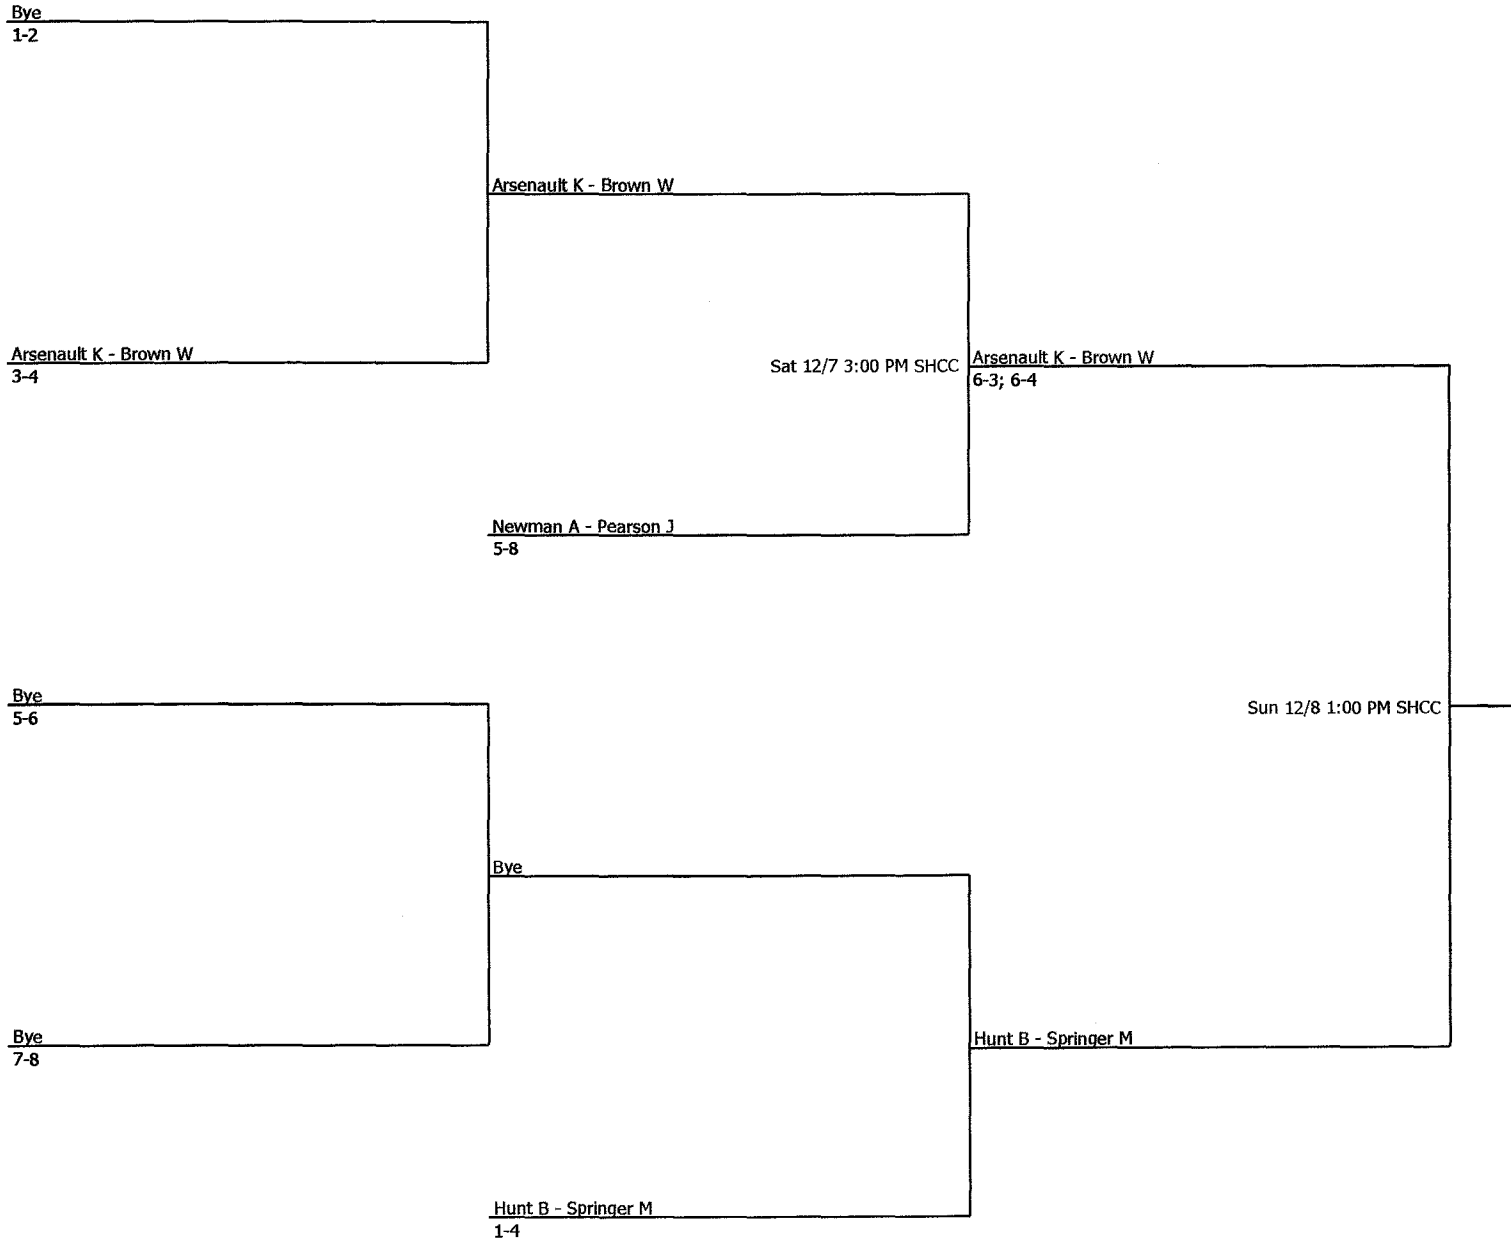 Bye
1-2
Arsenault K - Brown W
Arsenault K - Brown W
3-4
Sat 12/7 3:00 PM SHCC
Arsenault K - Brown W
6-3; 6-4
Newman A - Pearson J
5-8
Bye
5-6
Sun 12/8 1:00 PM SHCC
Bye
Bye
7-8
Hunt B - Springer M
Hunt B - Springer M
1-4